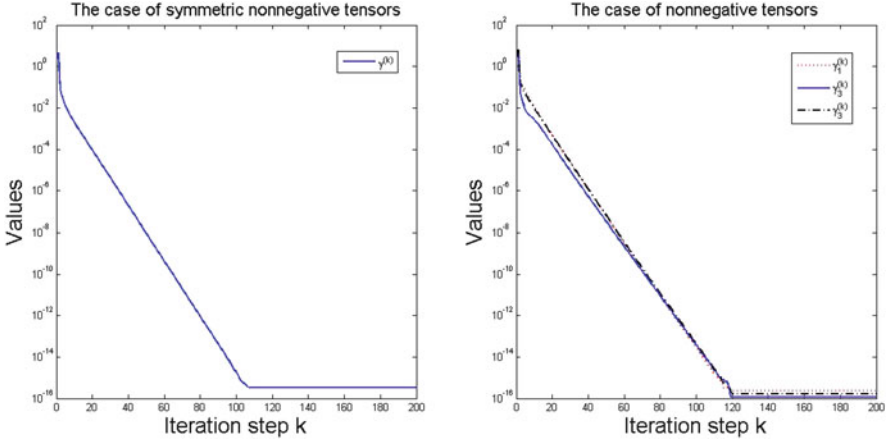 The case of symmetric nonnegative tensors
10^2
10^0
10^-2
10^-4
10^-6
10^-8
10^-10
10^-12
10^-14
10^-16
Values
0 20 40 60 80 100 120 140 160 180 200
Iteration step k
γ^(k)
The case of nonnegative tensors
10^2
10^0
10^-2
10^-4
10^-6
10^-8
10^-10
10^-12
10^-14
10^-16
Values
0 20 40 60 80 100 120 140 160 180 200
Iteration step k
γ_1^(k)
γ_3^(k)
γ_3^(k)